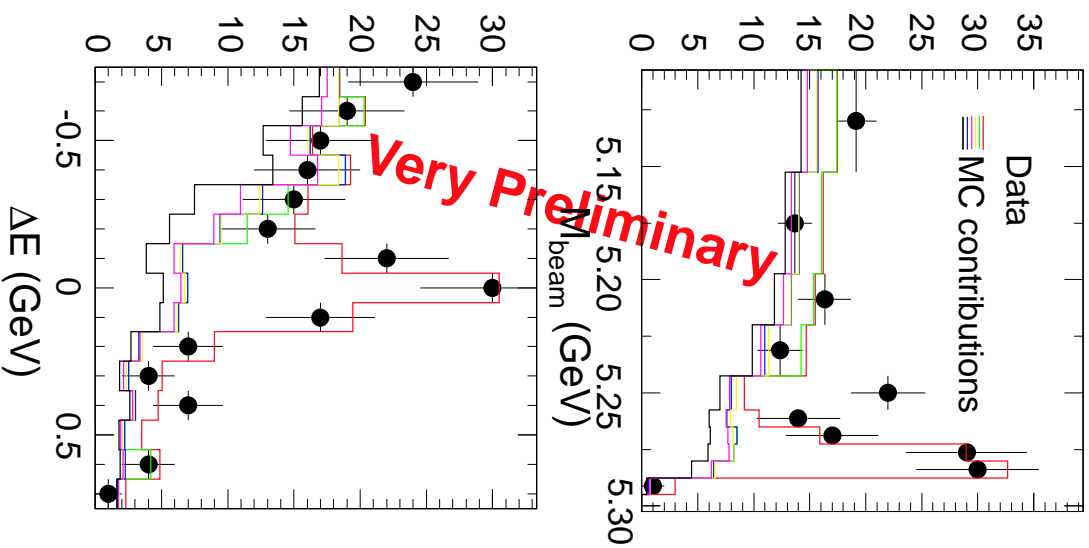 0 5 10 15 20 25 30 35
Data
MC contributions
5.15 5.20 5.25 5.30
M_beam (GeV)
Very Preliminary
0 5 10 15 20 25 30
-0.5 0 0.5
ΔE (GeV)